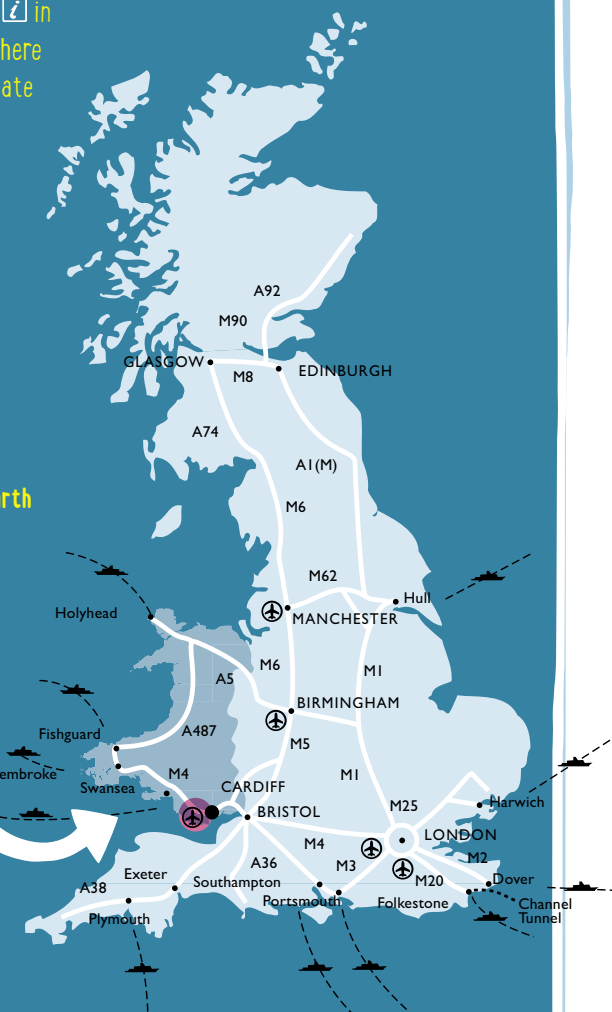 i in
here
ate
A92
M90
GLASGOW
EDINBURGH
M8
A74
A1(M)
M6
rth
M62
Hull
Holyhead
MANCHESTER
M6
A5
M1
BIRMINGHAM
A487
Fishguard
M5
embroke
M4
M1
Swansea
CARDIFF
M25
Harwich
BRISTOL
LONDON
M4
M2
A36
M3
Exeter
M20
Dover
A38
Southampton
Portsmouth
Folkestone
Channel
Tunnel
Plymouth